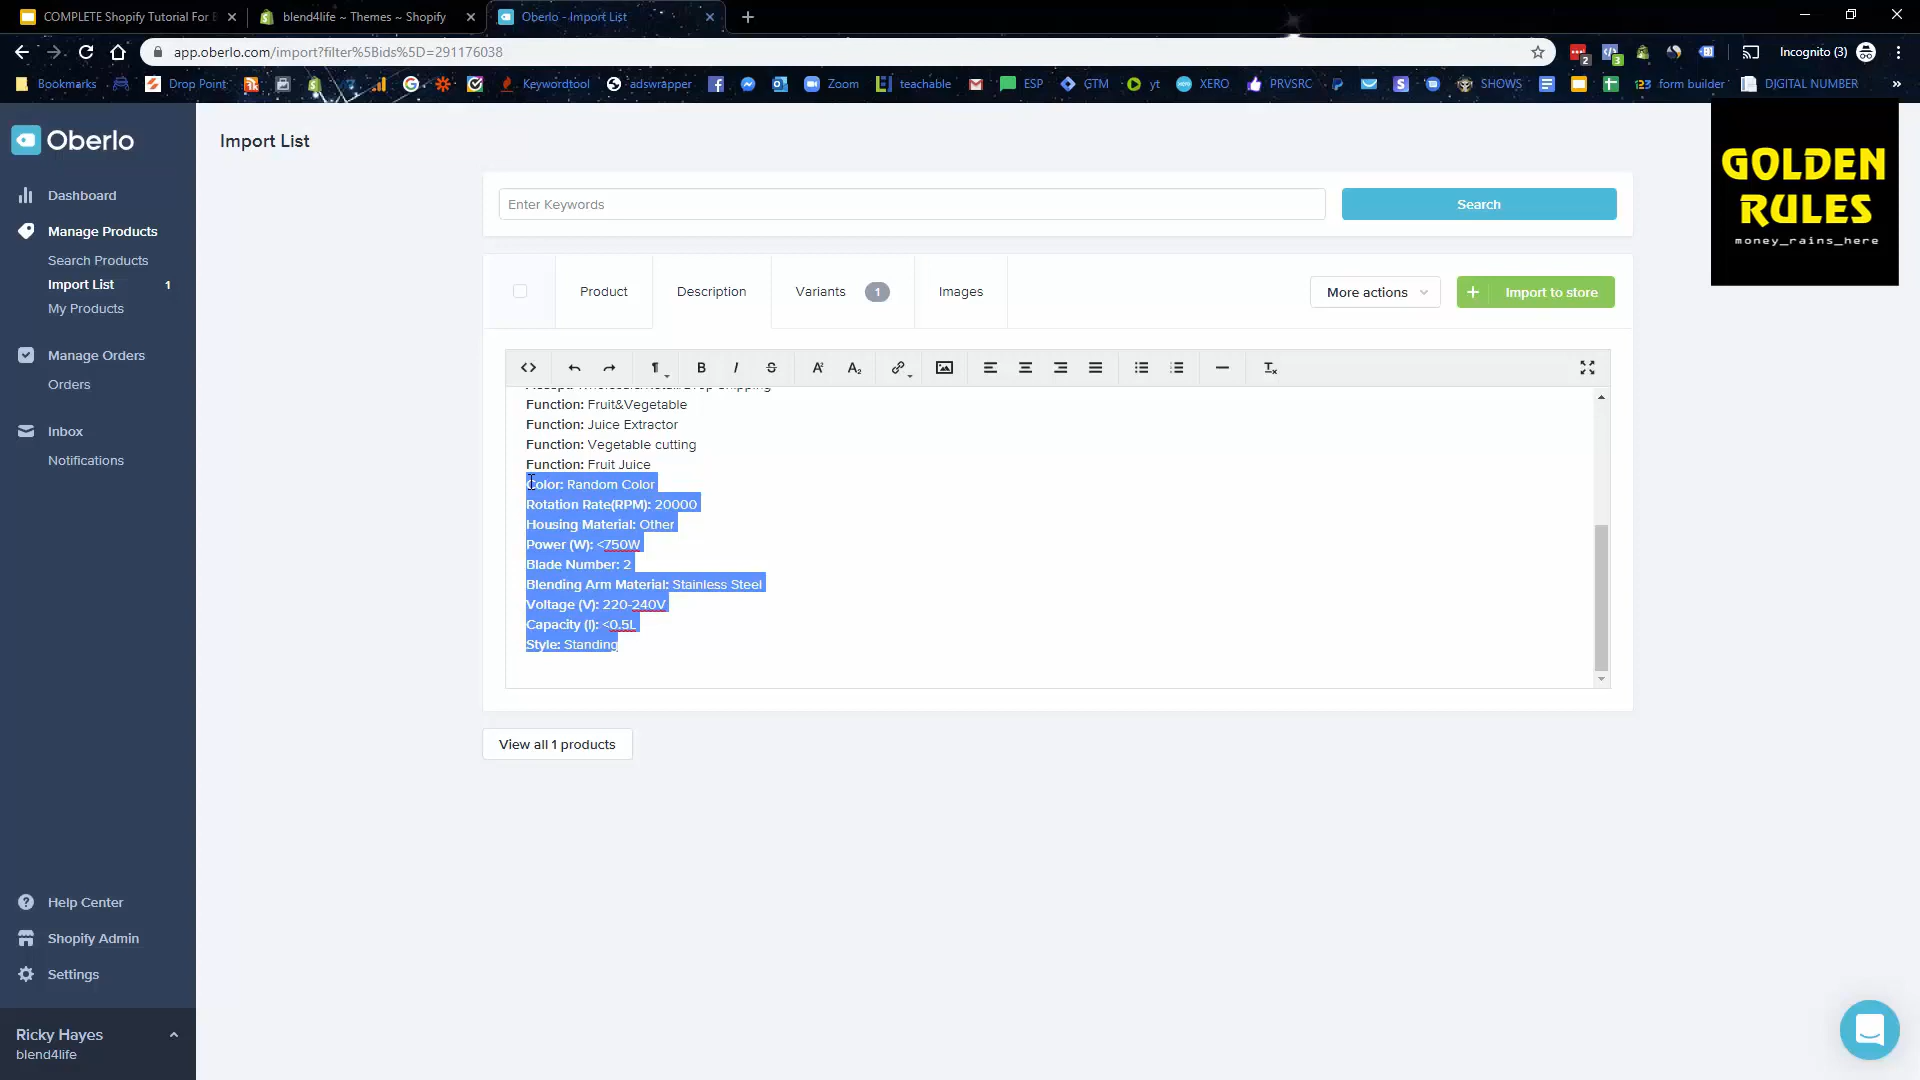 COMPLETE Shopify Tutorial For
blend4life ~ Themes ~ Shopify
Oberlo - Import List
app.oberlo.com/import?filter%5Bids%5D=291176038
2
3
Incognito (3)
Bookmarks
Drop Point
Keywordtool
adswrapper
Zoom
teachable
ESP
GTM
yt
XERO
PRVSRC
SHOWS
123 form builder
DIGITAL NUMBER
Oberlo
Import List
GOLDEN
RULES
money_rains_here
Dashboard
Manage Products
Search Products
Import List 1
My Products
Manage Orders
Orders
Inbox
Notifications
Enter Keywords
Search
Product
Description
Variants 1
Images
More actions
+ Import to store
Function: Fruit&Vegetable
Function: Juice Extractor
Function: Vegetable cutting
Function: Fruit Juice
Color: Random Color
Rotation Rate(RPM): 20000
Housing Material: Other
Power (W): <750W
Blade Number: 2
Blending Arm Material: Stainless Steel
Voltage (V): 220-240V
Capacity (l): <0.5L
Style: Standing
View all 1 products
Help Center
Shopify Admin
Settings
Ricky Hayes
blend4life